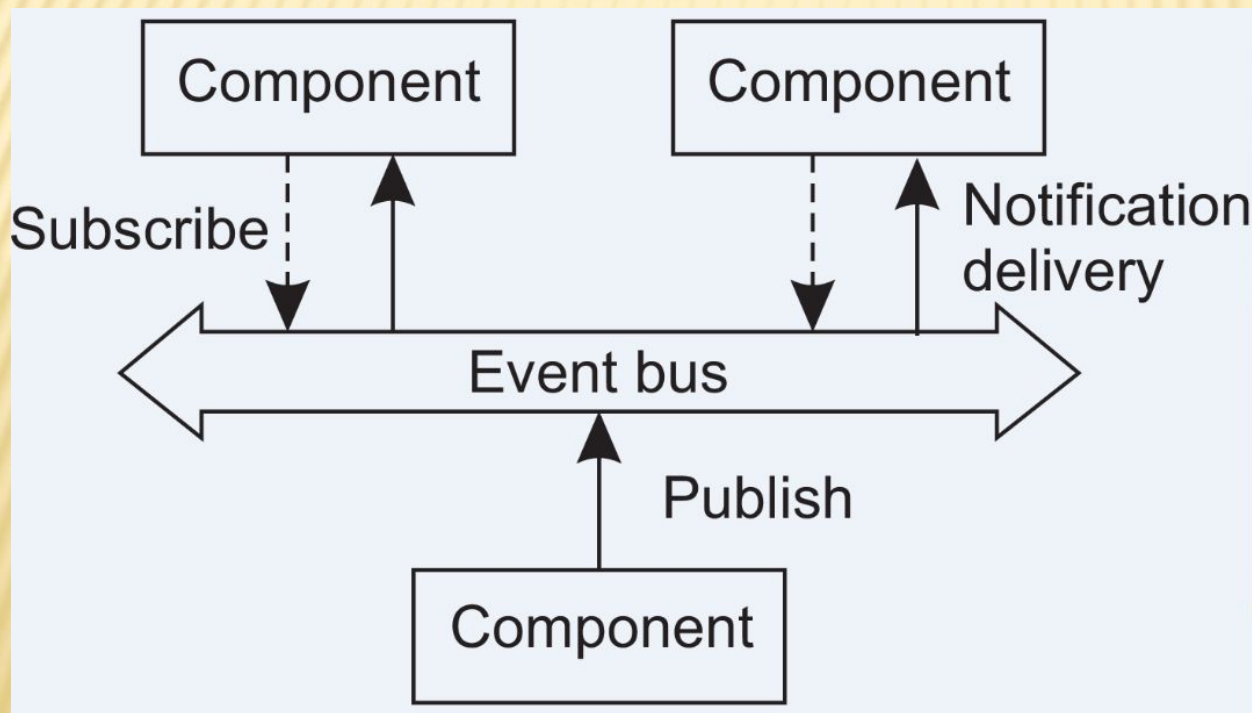 Component
Component
Subscribe
Notification
delivery
Event bus
Publish
Component